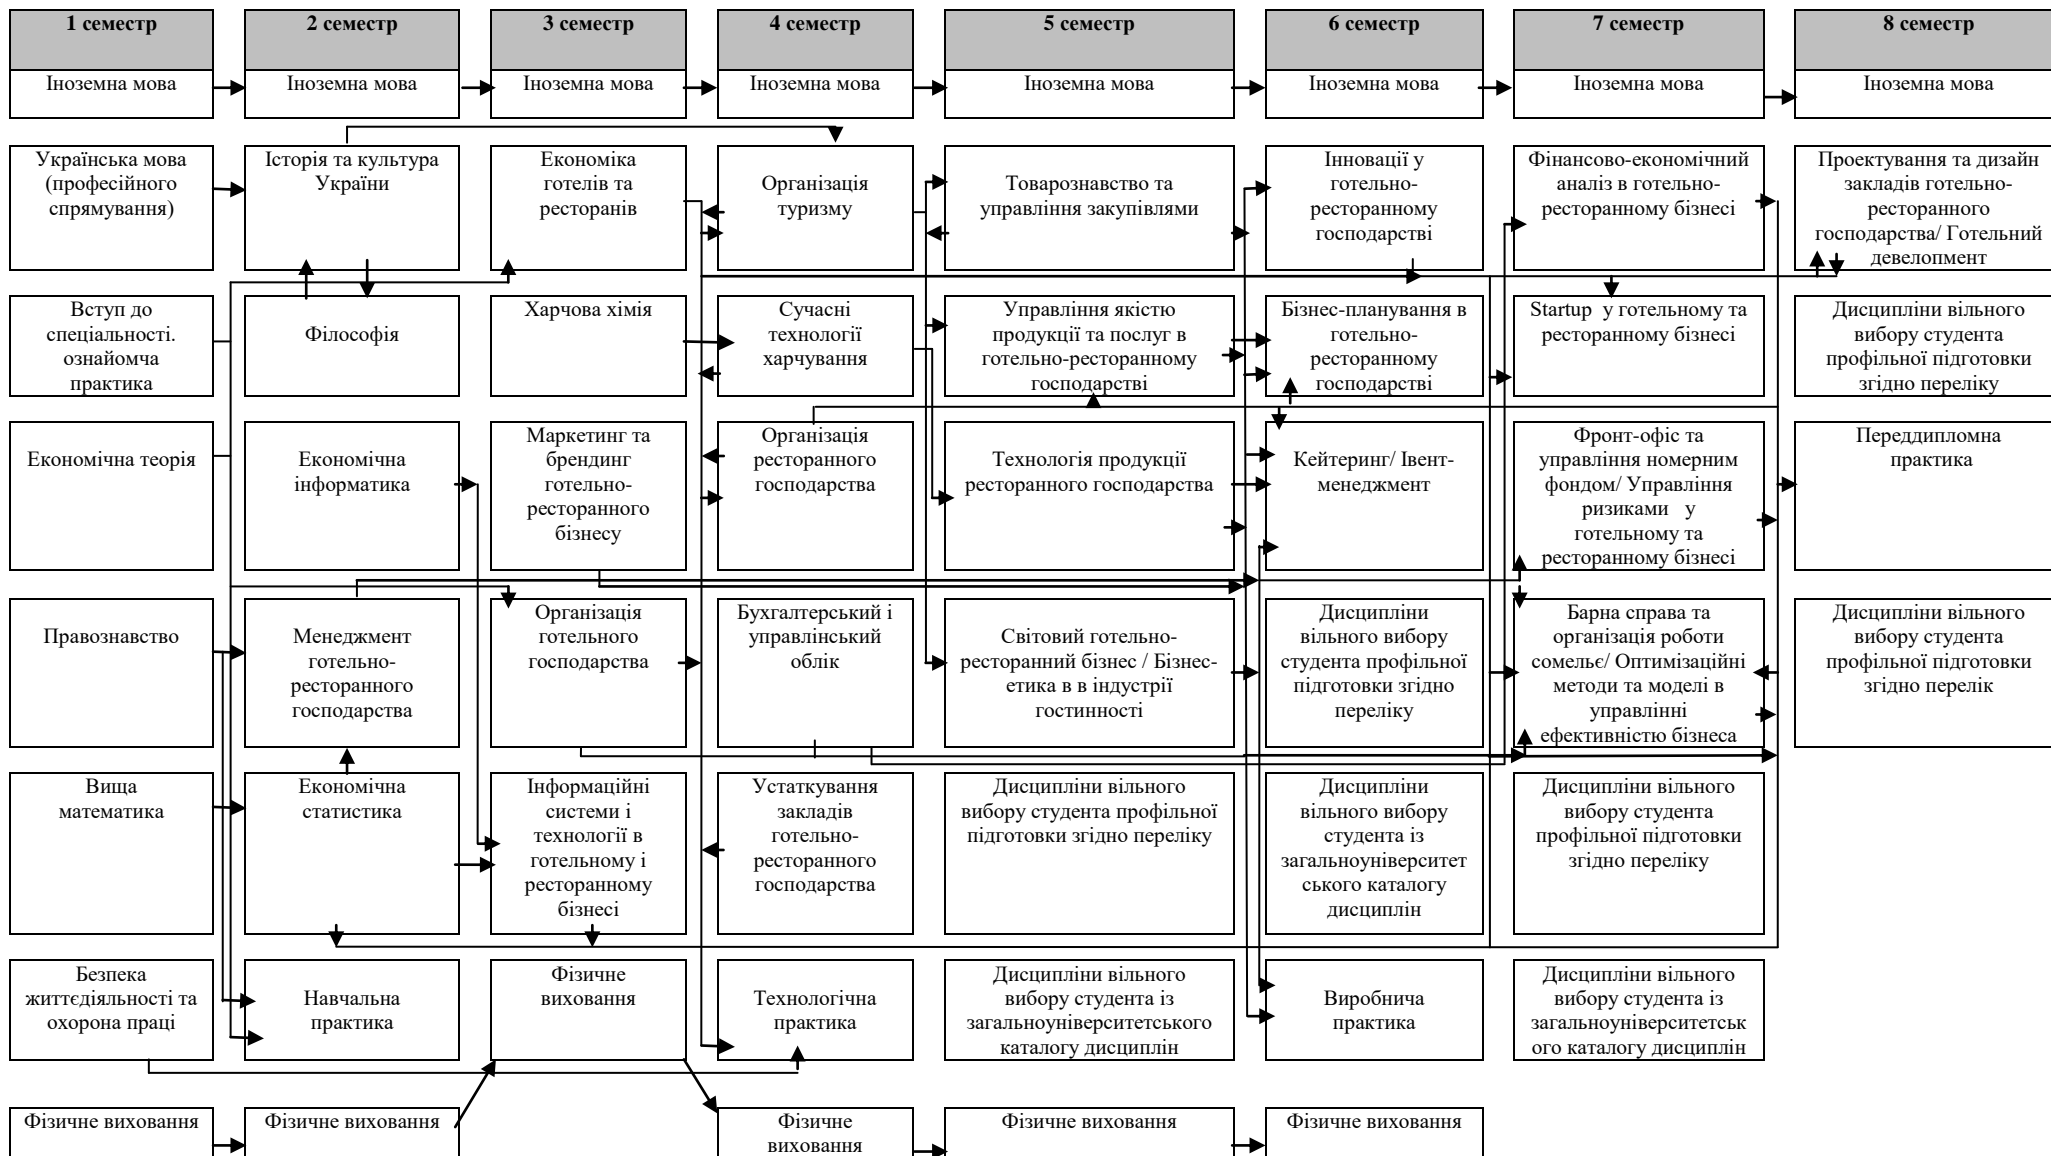 1 семестр
2 семестр
3 семестр
4 семестр
5 семестр
6 семестр
7 семестр
8 семестр
Іноземна мова
Іноземна мова
Іноземна мова
Іноземна мова
Іноземна мова
Іноземна мова
Іноземна мова
Іноземна мова
Українська мова
(професійного
спрямування)
Історія та культура
України
Економіка
готелів та
ресторанів
Організація
туризму
Товарознавство та
управління закупівлями
Інновації у
готельно-
ресторанному
господарстві
Фінансово-економічний
аналіз в готельно-
ресторанному бізнесі
Проектування та дизайн
закладів готельно-
ресторанного
господарства/ Готельний
девелопмент
Вступ до
спеціальності.
ознайомча
практика
Філософія
Харчова хімія
Сучасні
технології
харчування
Управління якістю
продукції та послуг в
готельно-ресторанному
господарстві
Бізнес-планування в
готельно-
ресторанному
господарстві
Startup у готельному та
ресторанному бізнесі
Дисципліни вільного
вибору студента
профільної підготовки
згідно переліку
Економічна теорія
Економічна
інформатика
Маркетинг та
брендинг
готельно-
ресторанного
бізнесу
Організація
ресторанного
господарства
Технологія продукції
ресторанного господарства
Кейтеринг/ Івент-
менеджмент
Фронт-офіс та
управління номерним
фондом/ Управління
ризиками у
готельному та
ресторанному бізнесі
Переддипломна
практика
Правознавство
Менеджмент
готельно-
ресторанного
господарства
Організація
готельного
господарства
Бухгалтерський і
управлінський
облік
Світовий готельно-
ресторанний бізнес / Бізнес-
етика в в індустрії
гостинності
Дисципліни
вільного вибору
студента профільної
підготовки згідно
переліку
Барна справа та
організація роботи
сомельє/ Оптимізаційні
методи та моделі в
управлінні
ефективністю бізнеса
Дисципліни вільного
вибору студента
профільної підготовки
згідно перелік
Вища
математика
Економічна
статистика
Інформаційні
системи і
технології в
готельному і
ресторанному
бізнесі
Устаткування
закладів
готельно-
ресторанного
господарства
Дисципліни вільного
вибору студента профільної
підготовки згідно переліку
Дисципліни
вільного вибору
студента із
загальноуніверситет
ського каталогу
дисциплін
Дисципліни вільного
вибору студента
профільної підготовки
згідно переліку
Безпека
життєдіяльності та
охорона праці
Навчальна
практика
Фізичне
виховання
Технологічна
практика
Дисципліни вільного
вибору студента із
загальноуніверситетського
каталогу дисциплін
Виробнича
практика
Дисципліни вільного
вибору студента із
загальноуніверситетськ
ого каталогу дисциплін
Фізичне виховання
Фізичне виховання
Фізичне
виховання
Фізичне виховання
Фізичне виховання